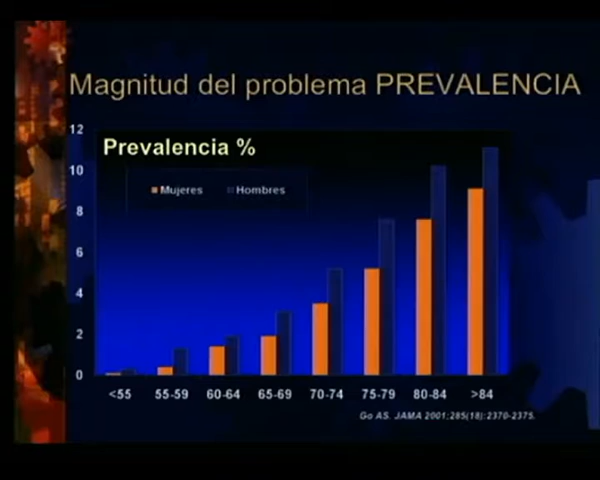 Magnitud del problema PREVALENCIA
12
Prevalencia %
10
Mujeres Hombres
8
6
4
2
0
<55 55-59 60-64 65-69 70-74 75-79 80-84 >84
Go AS. JAMA 2001;285(18):2370-2375.